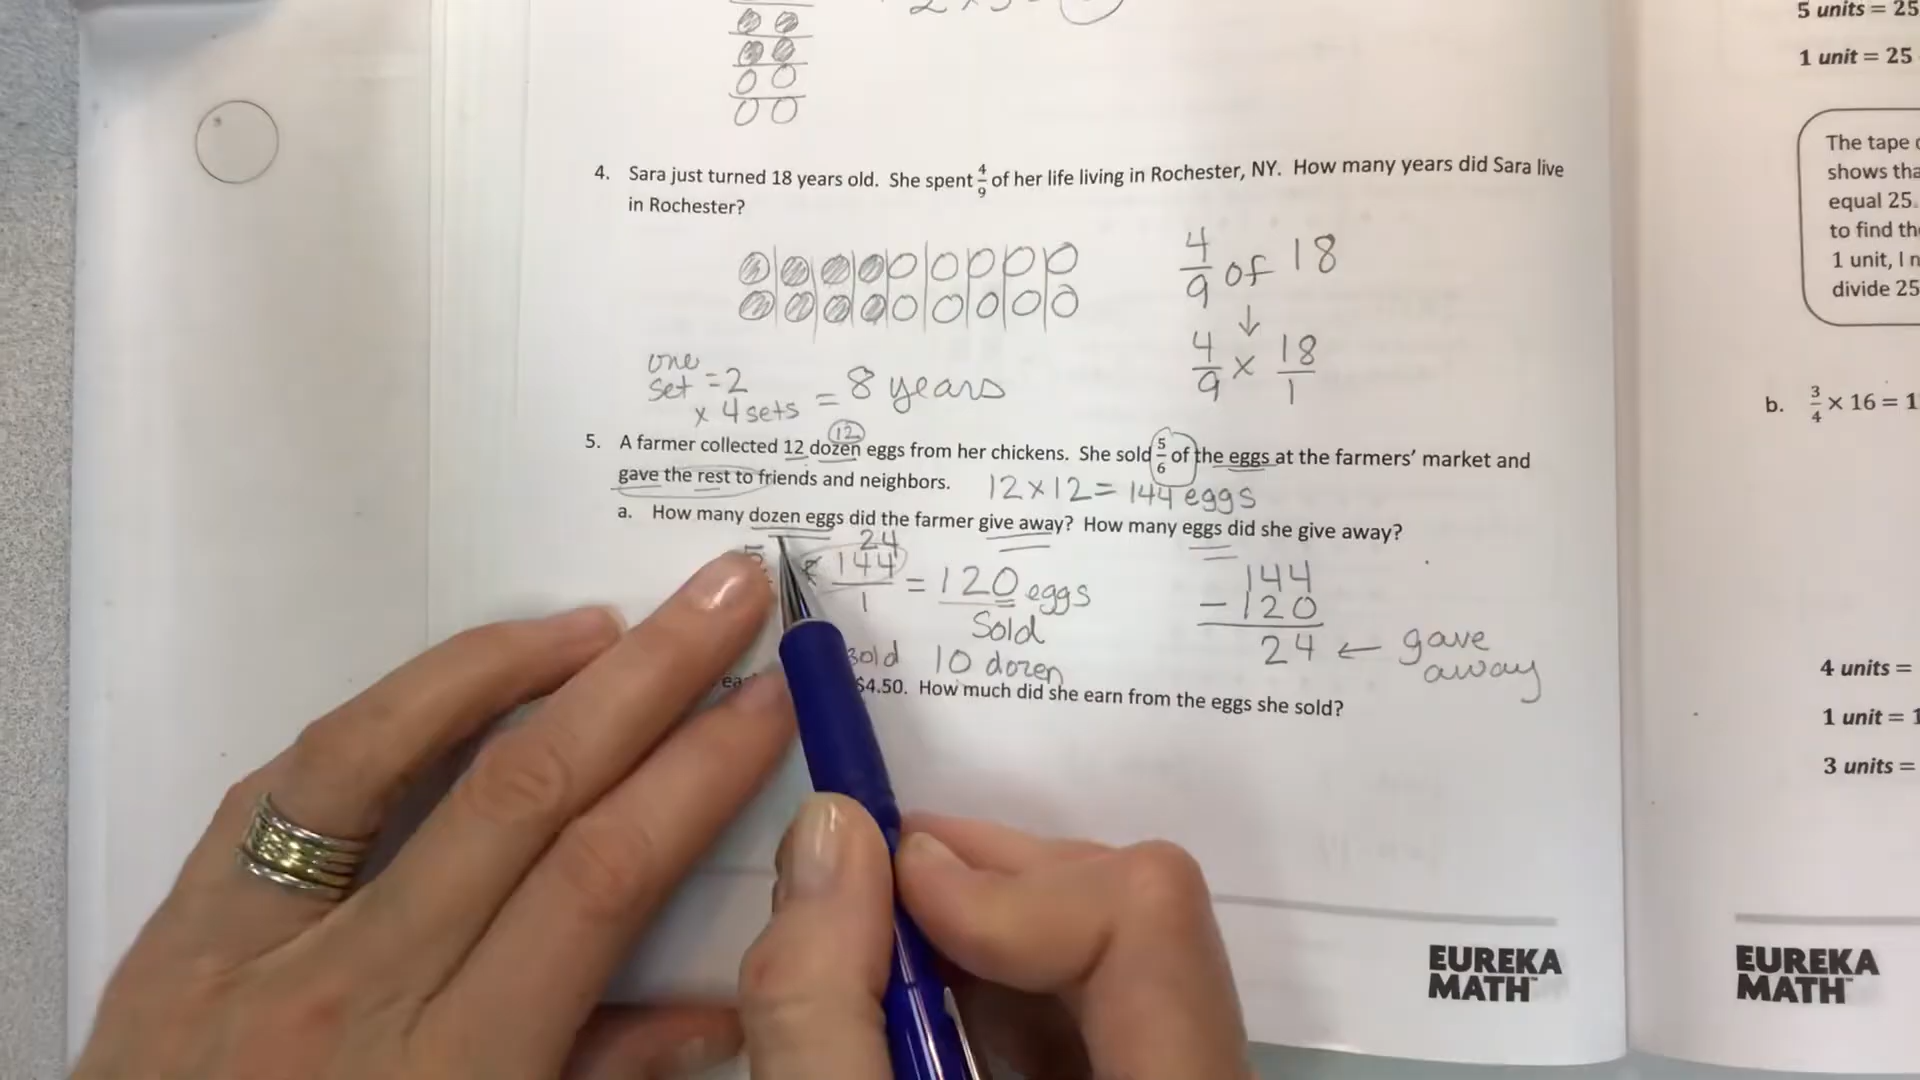 4. Sara just turned 18 years old. She spent 4/9 of her life living in Rochester, NY. How many years did Sara live
in Rochester?
4/9 of 18
↓
4/9 × 18/1
one
set = 2
× 4 sets = 8 years
12
5. A farmer collected 12 dozen eggs from her chickens. She sold 5/6 of the eggs at the farmers' market and
gave the rest to friends and neighbors. 12 × 12 = 144 eggs
a. How many dozen eggs did the farmer give away? How many eggs did she give away?
24
144/1 = 120 eggs
sold
sold 10 dozen
144
- 120
24 ← gave
away
$4.50. How much did she earn from the eggs she sold?
EUREKA
MATH
5 units = 25
1 unit = 25
The tape
shows tha
equal 25.
to find th
1 unit, I n
divide 25
b. 3/4 × 16 = 1
4 units =
1 unit = 1
3 units =
EUREKA
MATH